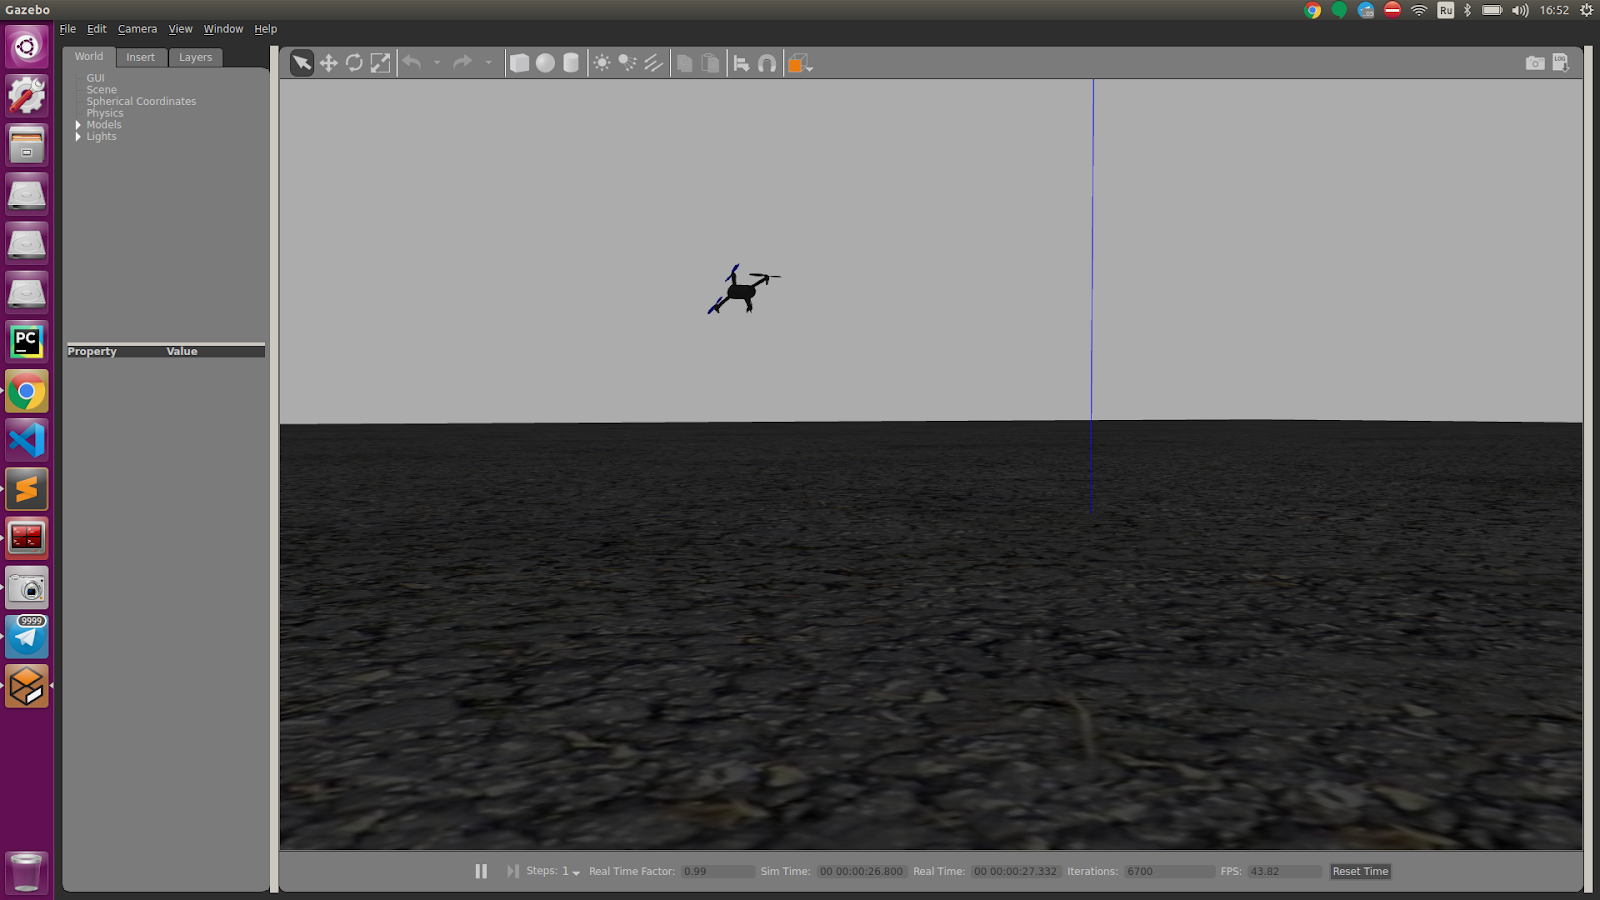 Gazebo
Ru
16:52
File Edit Camera View Window Help
World Insert Layers
LOG
GUI
Scene
Spherical Coordinates
Physics
Models
Lights
PC
Property Value
9999
Steps: 1 Real Time Factor: 0.99 Sim Time: 00 00:00:26.800 Real Time: 00 00:00:27.332 Iterations: 6700 FPS: 43.82 Reset Time